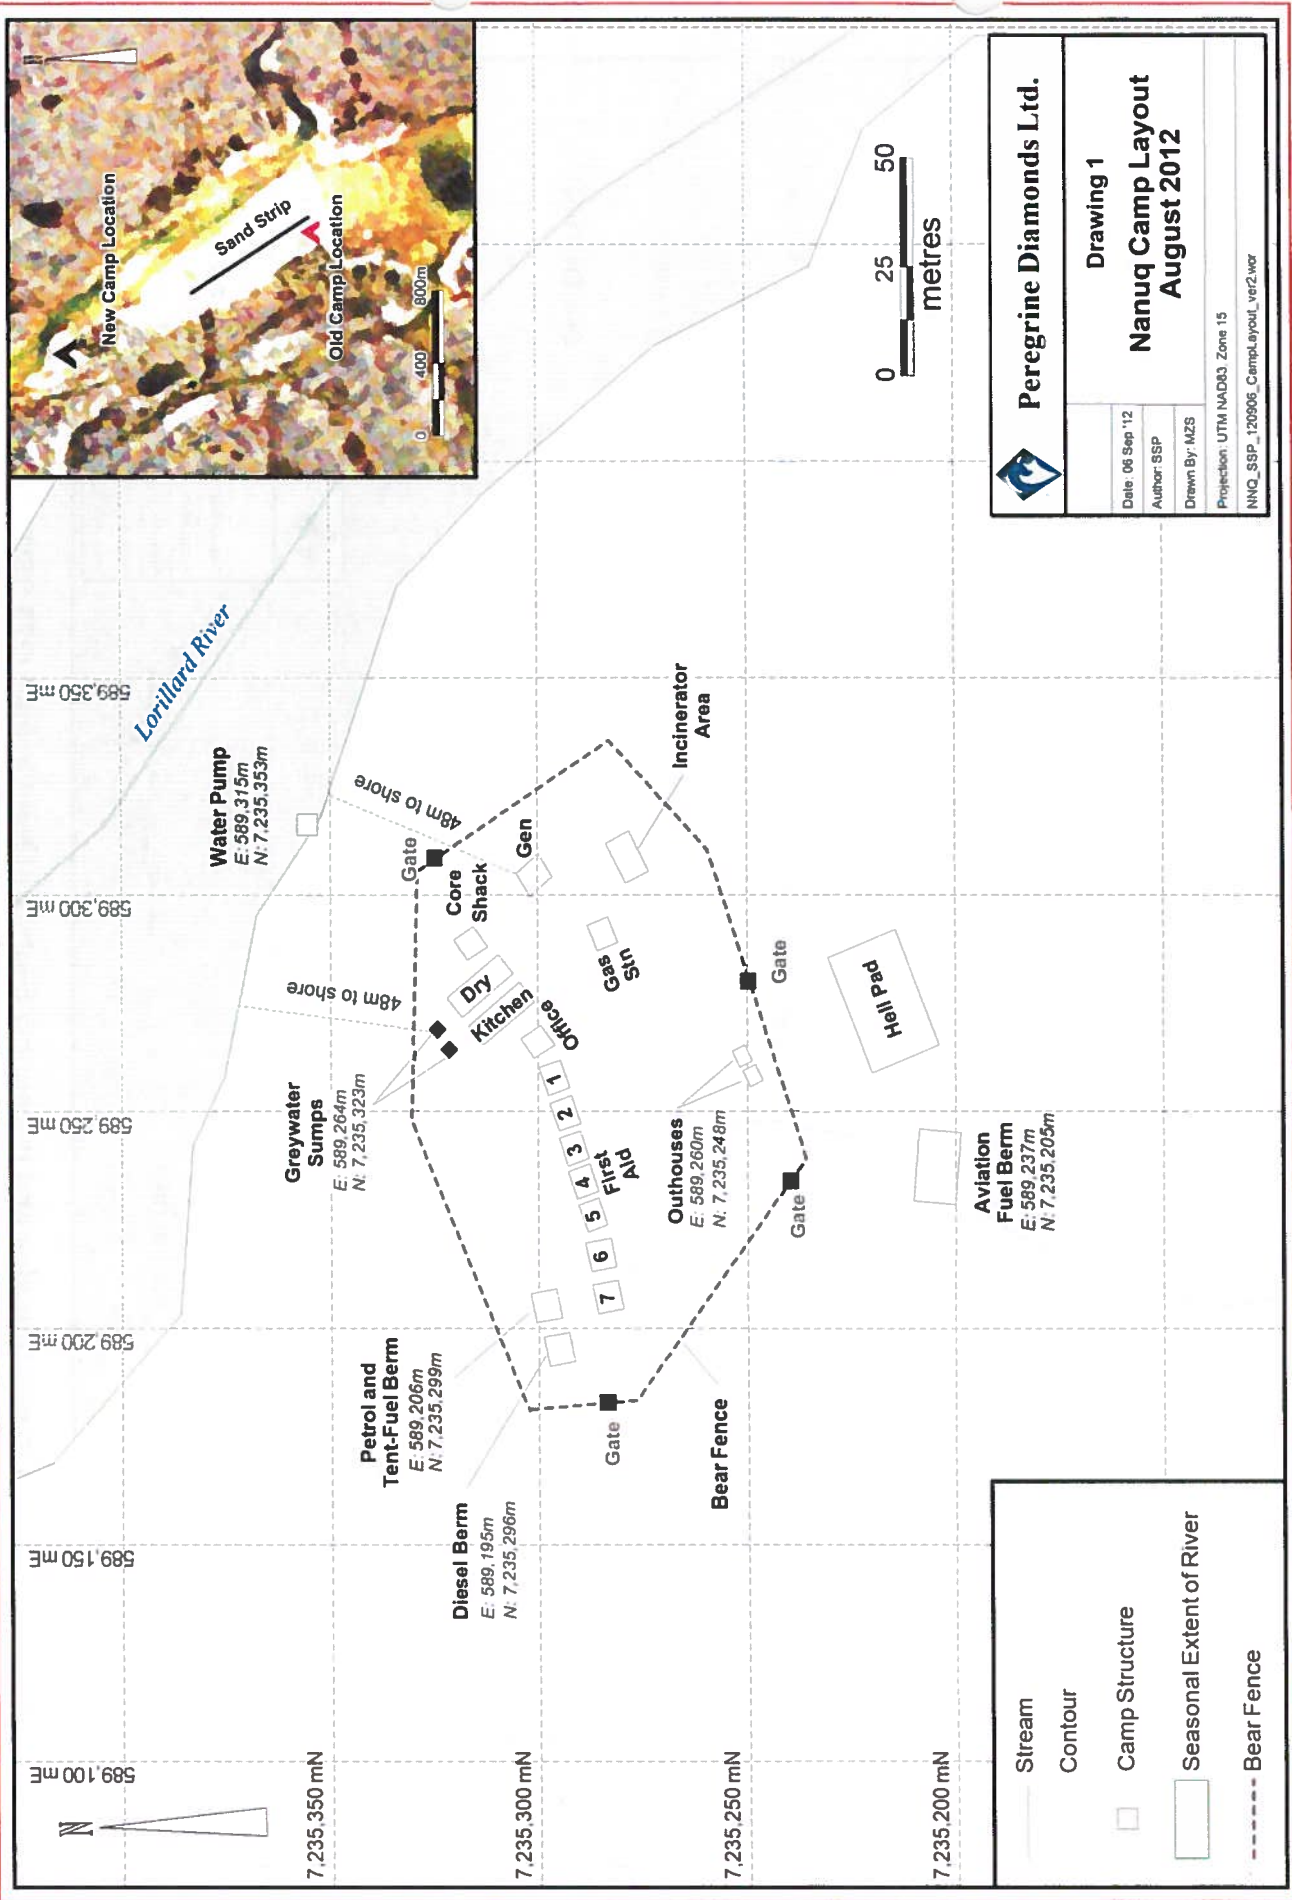 N
New Camp Location
Sand Strip
Old Camp Location
0 400 800m
N
589,100 mE
589,150 mE
589,200 mE
589,250 mE
589,300 mE
589,350 mE
7,235,350 mN
7,235,300 mN
7,235,250 mN
7,235,200 mN
Lorillard River
Water Pump
E: 589,315m
N: 7,235,353m
48m to shore
48m to shore
Greywater
Sumps
E: 589,264m
N: 7,235,323m
Gate
Core
Shack
Gen
Dry
Kitchen
Office
Gas
Stn
Incinerator
Area
1
2
3
4
5
6
7
First
Aid
Petrol and
Tent-Fuel Berm
E: 589,206m
N: 7,235,299m
Diesel Berm
E: 589,195m
N: 7,235,296m
Gate
Outhouses
E: 589,260m
N: 7,235,248m
Gate
Gate
Heli Pad
Bear Fence
Aviation
Fuel Berm
E: 589,237m
N: 7,235,205m
0 25 50
metres
Stream
Contour
Camp Structure
Seasonal Extent of River
Bear Fence
Peregrine Diamonds Ltd.
Drawing 1
Nanuq Camp Layout
August 2012
Date: 06 Sep '12
Author: SSP
Drawn By: MZS
Projection: UTM NAD83, Zone 15
NNQ_SSP_120906_CampLayout_ver2.wor